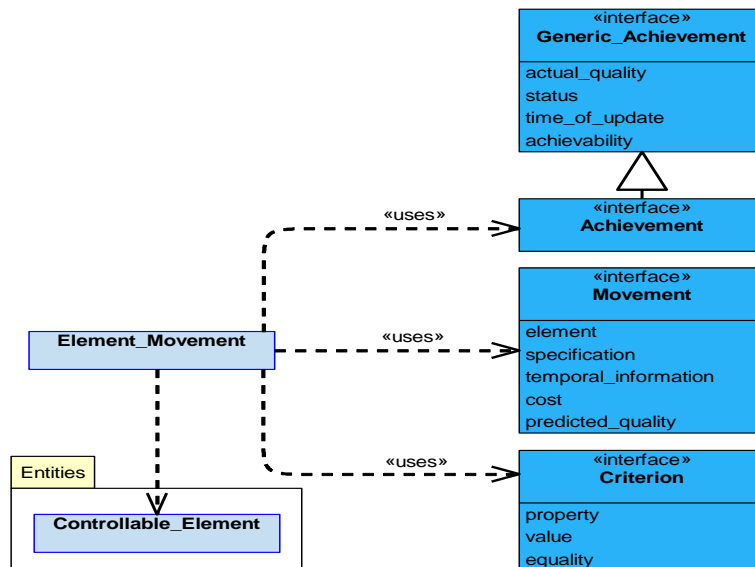 «interface»
Generic_Achievement
actual_quality
status
time_of_update
achievability
«uses»
«interface»
Achievement
«interface»
Movement
element
specification
temporal_information
cost
predicted_quality
Element_Movement
«uses»
«uses»
«interface»
Criterion
property
value
equality
Entities
Controllable_Element